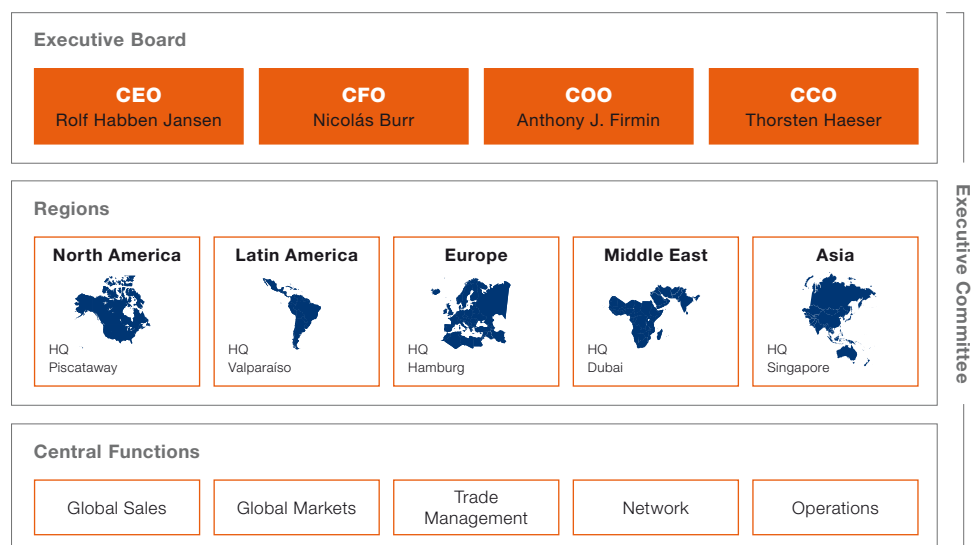 Executive Board
CEO
Rolf Habben Jansen
CFO
Nicolás Burr
COO
Anthony J. Firmin
CCO
Thorsten Haeser
Regions
North America
HQ
Piscataway
Latin America
HQ
Valparaíso
Europe
HQ
Hamburg
Middle East
HQ
Dubai
Asia
HQ
Singapore
Central Functions
Global Sales
Global Markets
Trade
Management
Network
Operations
Executive Committee